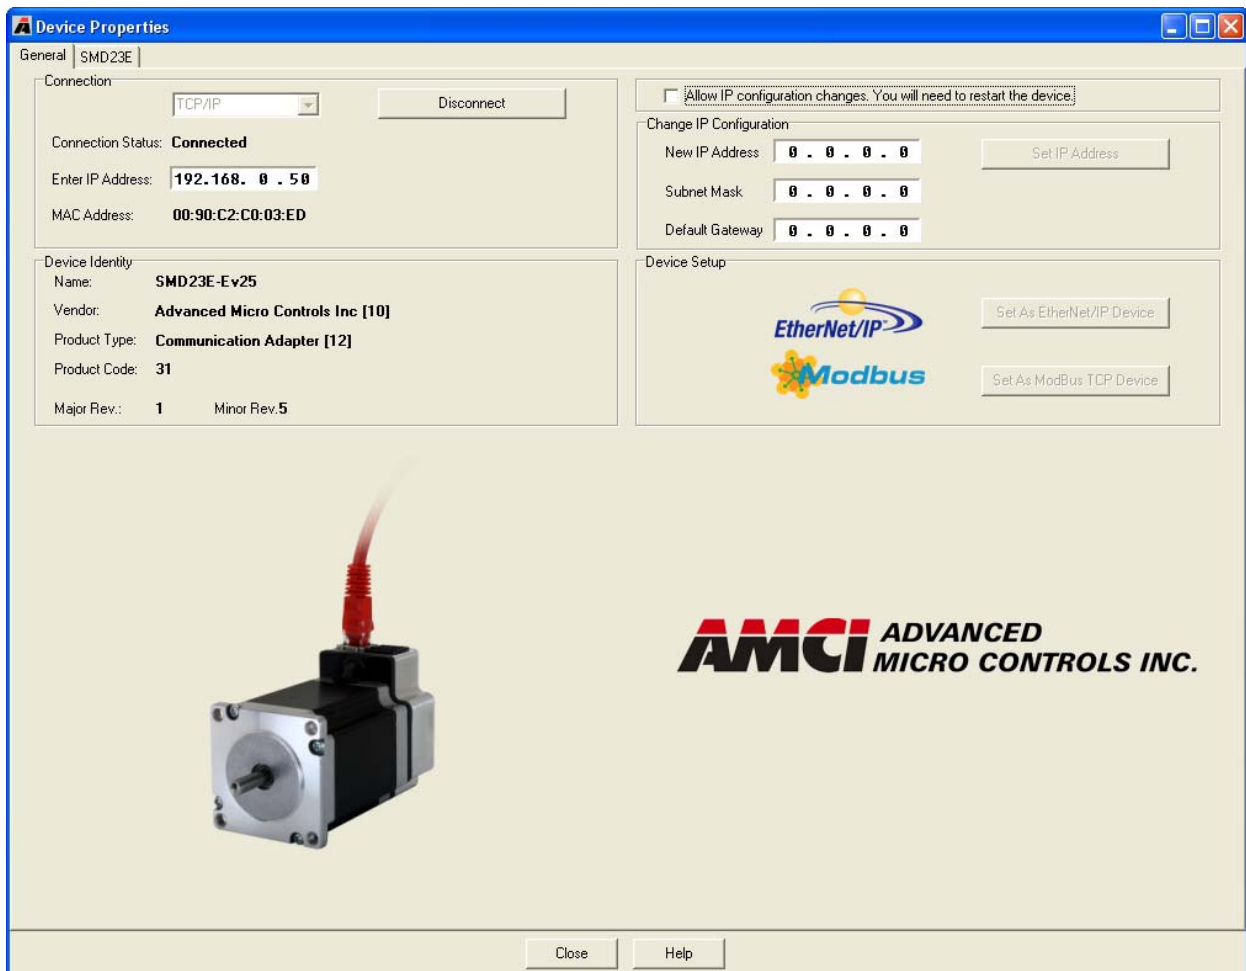 Device Properties
General SMD23E
Connection
TCP/IP Disconnect
Connection Status: Connected
Enter IP Address: 192.168. 0 .50
MAC Address: 00:90:C2:C0:03:ED
Allow IP configuration changes. You will need to restart the device.
Change IP Configuration
New IP Address 0 . 0 . 0 . 0 Set IP Address
Subnet Mask 0 . 0 . 0 . 0
Default Gateway 0 . 0 . 0 . 0
Device Identity
Name: SMD23E-Ev25
Vendor: Advanced Micro Controls Inc [10]
Product Type: Communication Adapter [12]
Product Code: 31
Major Rev.: 1 Minor Rev.5
Device Setup
EtherNet/IP™ Set As EtherNet/IP Device
Modbus Set As ModBus TCP Device
AMCI ADVANCED
MICRO CONTROLS INC.
Close Help